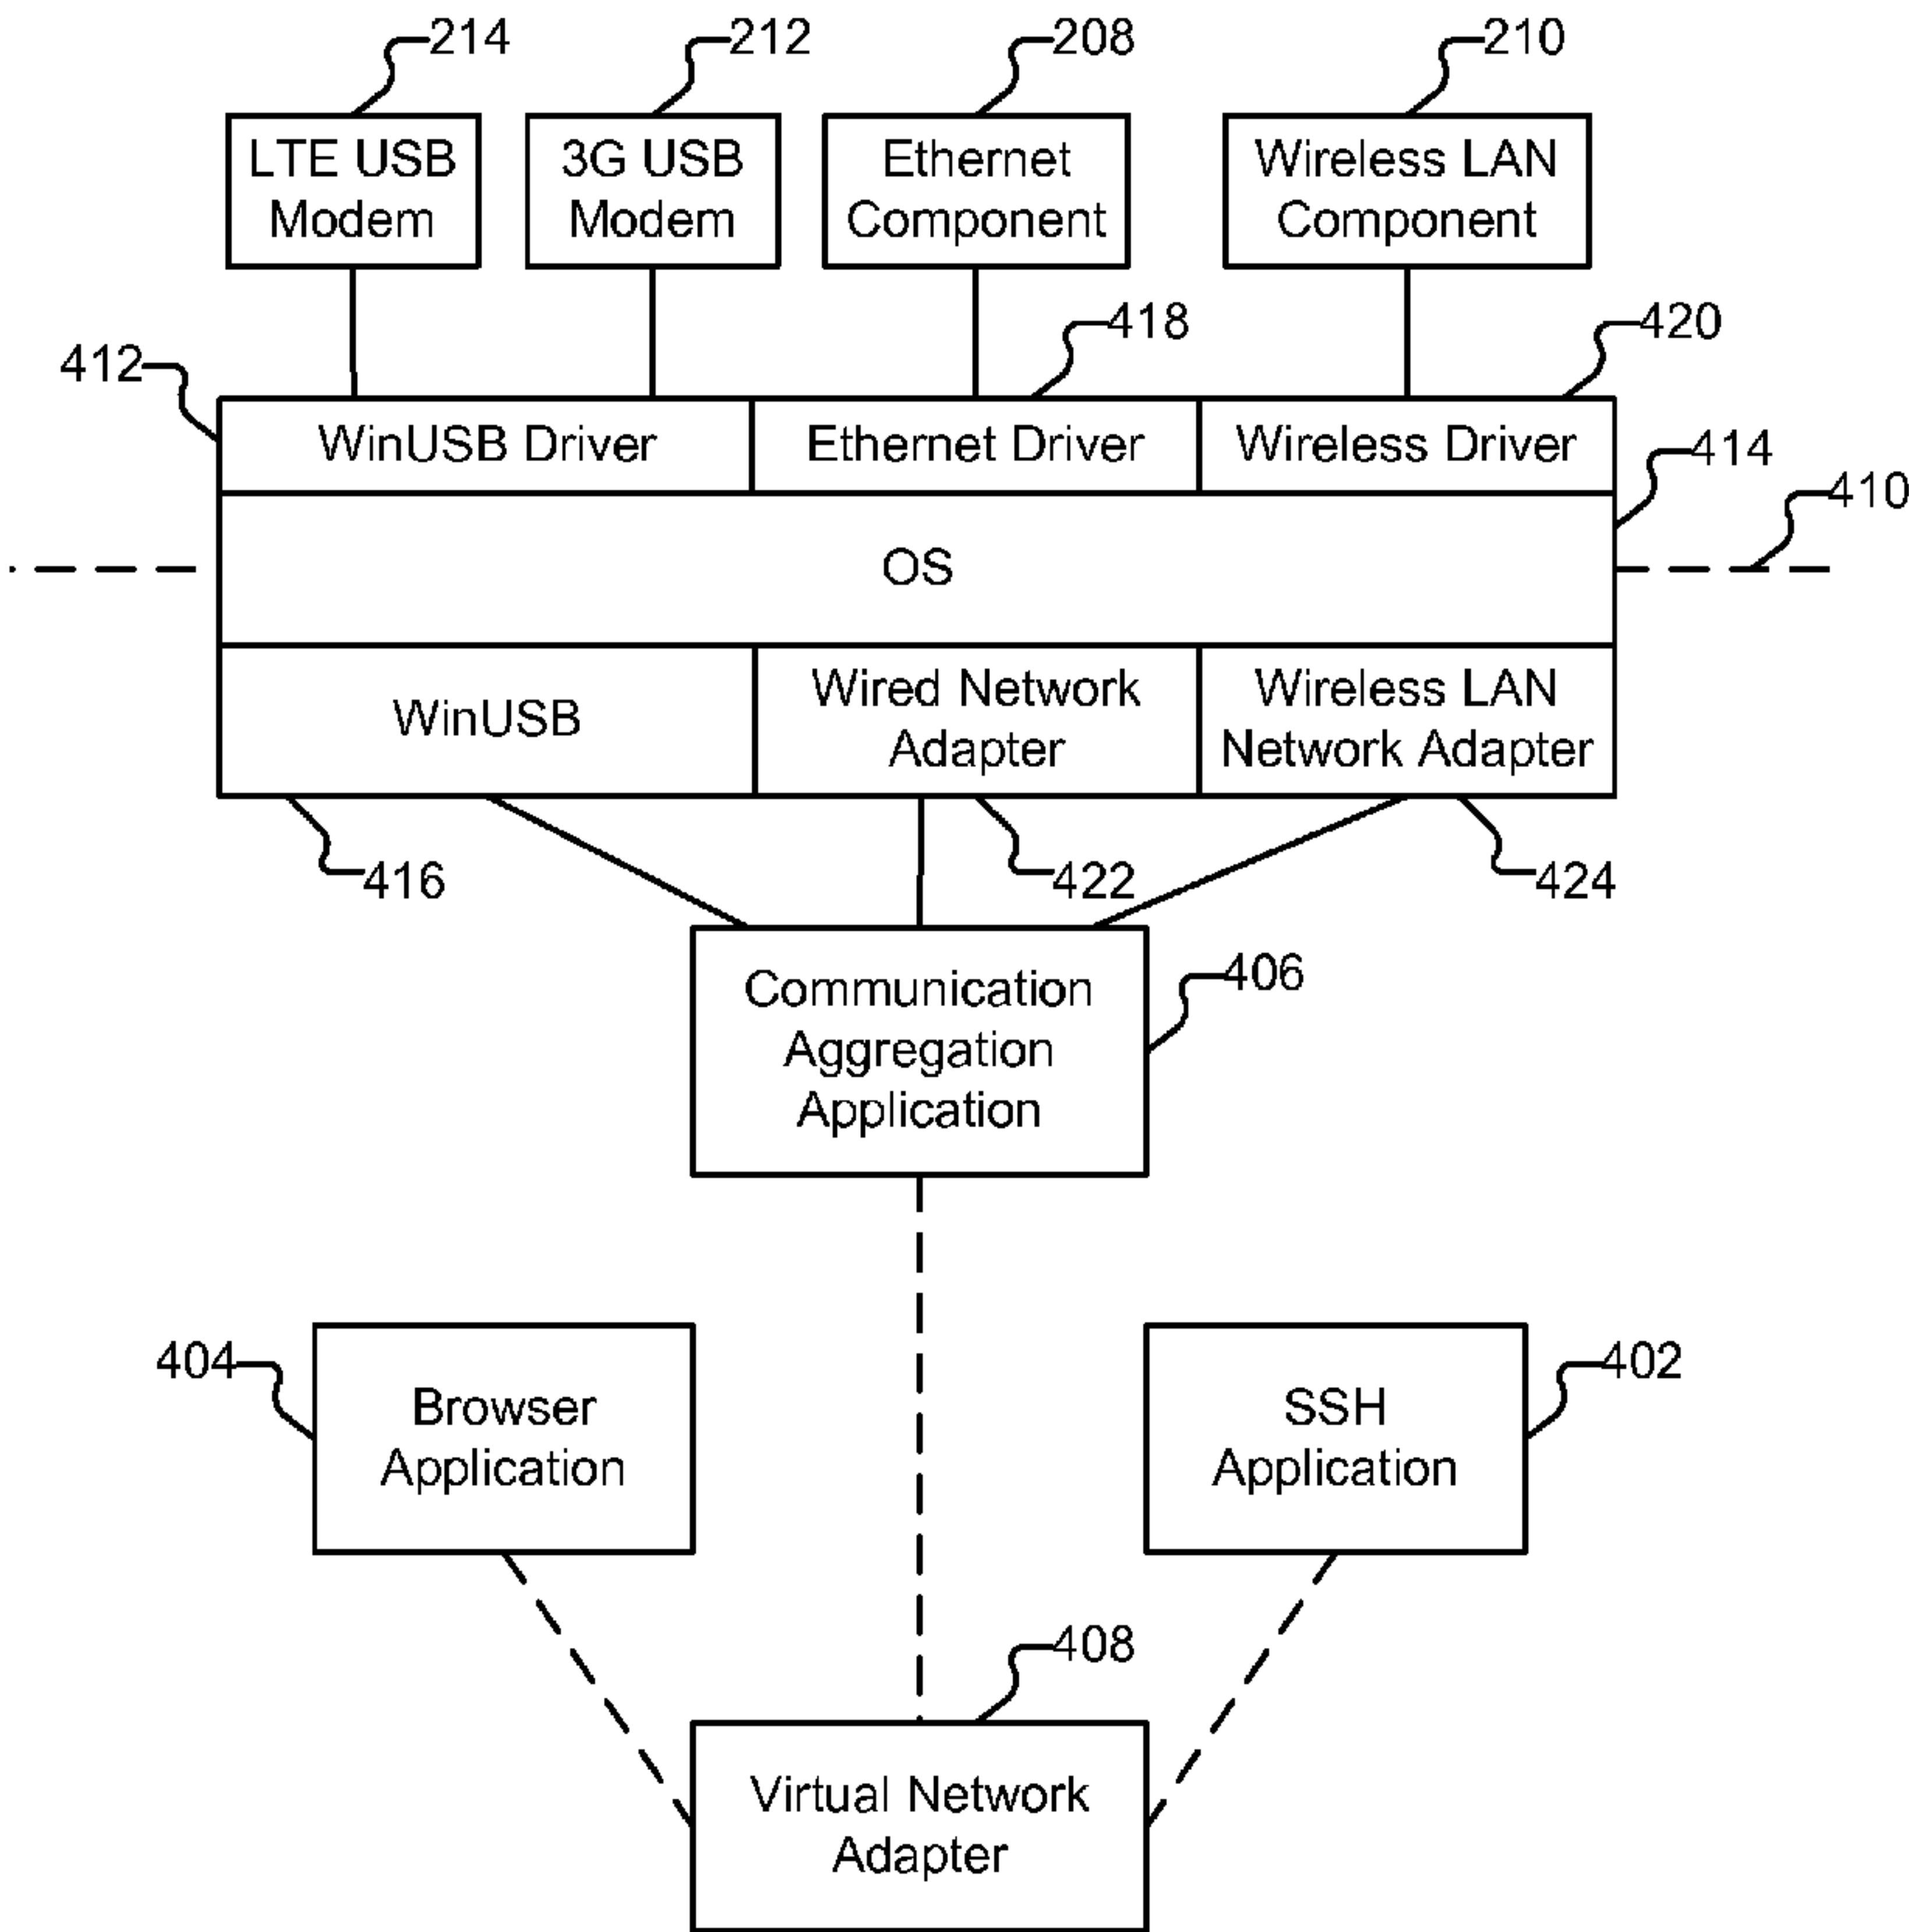 214
212
208
210
LTE USB
Modem
3G USB
Modem
Ethernet
Component
Wireless LAN
Component
418
420
412
WinUSB Driver
Ethernet Driver
Wireless Driver
414
410
OS
WinUSB
Wired Network
Adapter
Wireless LAN
Network Adapter
416
422
424
Communication
Aggregation
Application
406
404
Browser
Application
SSH
Application
402
408
Virtual Network
Adapter